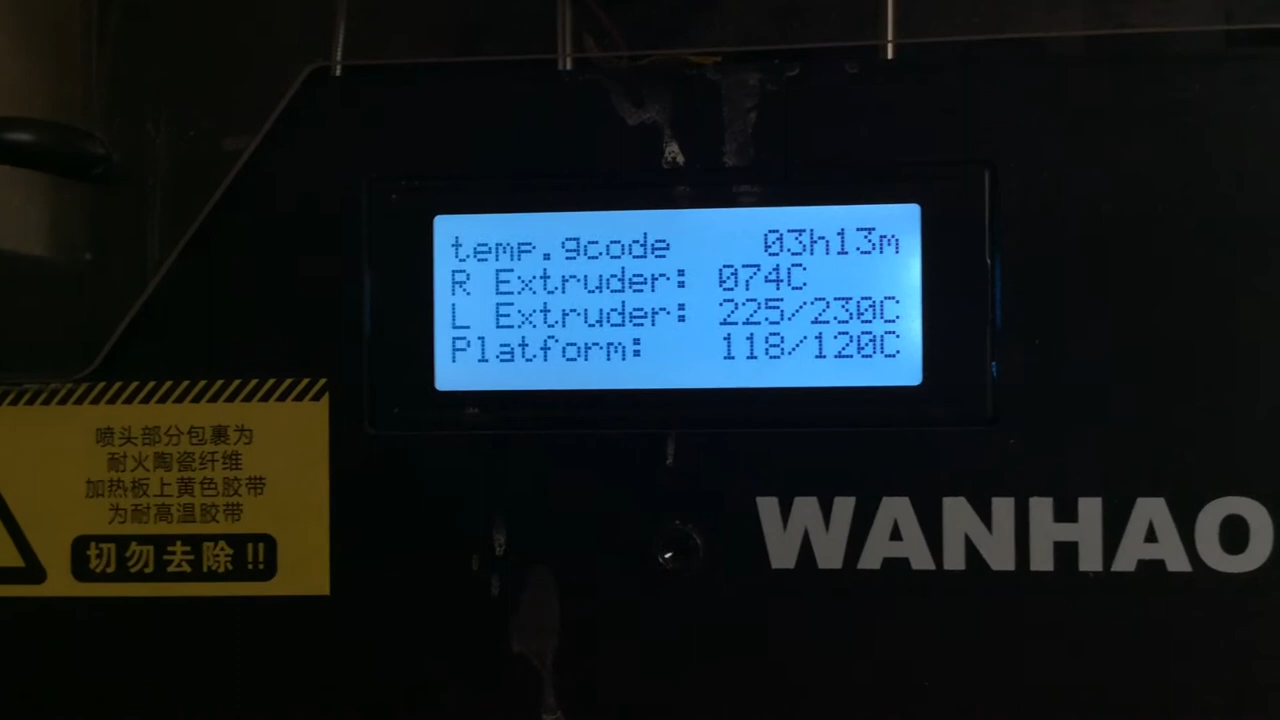 temp.gcode 03h13m
R Extruder: 074C
L Extruder: 225/230C
Platform: 118/120C
喷头部分包裹为
耐火陶瓷纤维
加热板上黄色胶带
为耐高温胶带
切勿去除!!
WANHAO